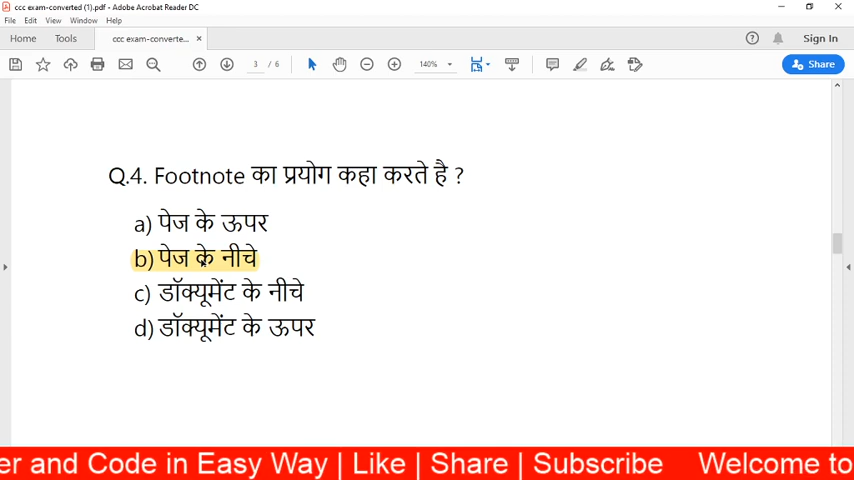 ccc exam-converted (1).pdf - Adobe Acrobat Reader DC
File Edit View Window Help
Home Tools ccc exam-converte... × Sign In
3 / 6 140% Share
Q.4. Footnote का प्रयोग कहा करते है ?
a) पेज के ऊपर
b) पेज के नीचे
c) डॉक्यूमेंट के नीचे
d) डॉक्यूमेंट के ऊपर
er and Code in Easy Way | Like | Share | Subscribe Welcome to